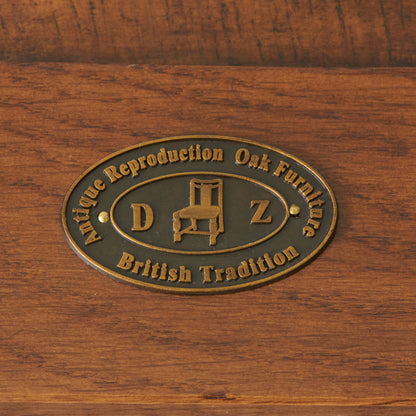 Antique Reproduction Oak Furniture
D Z
British Tradition